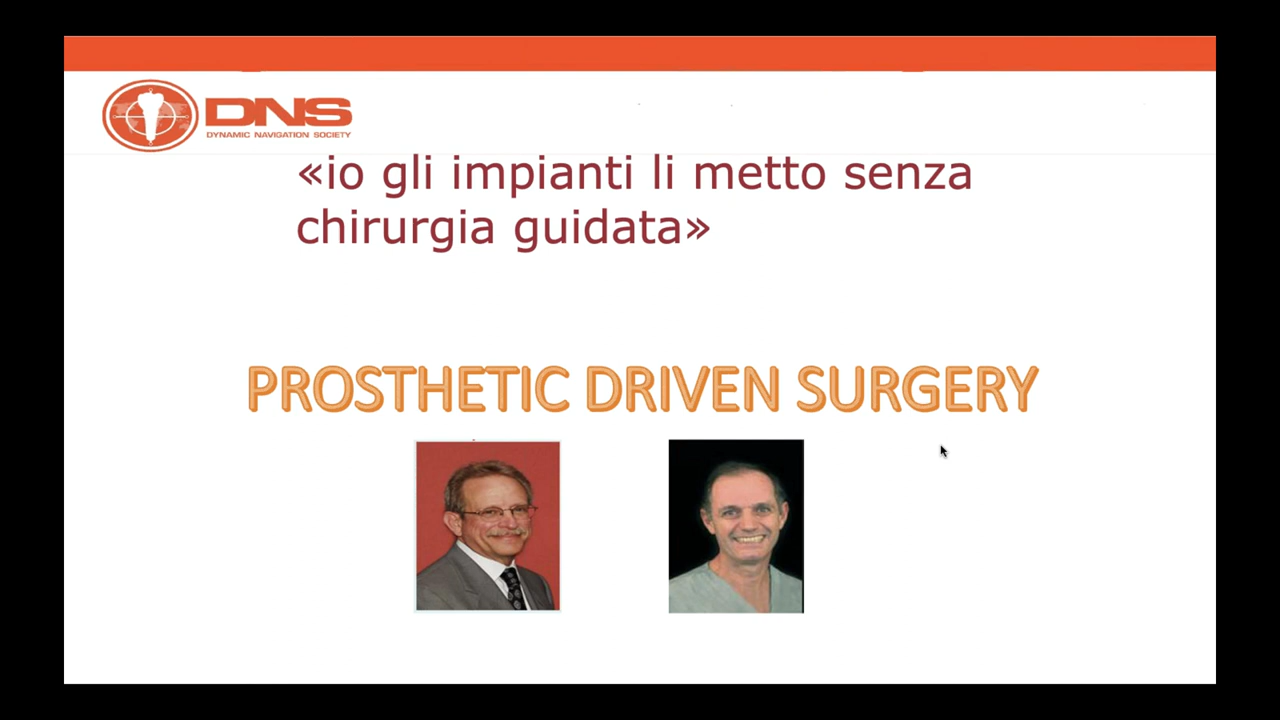 DNS
DYNAMIC NAVIGATION SOCIETY
«io gli impianti li metto senza
chirurgia guidata»
PROSTHETIC DRIVEN SURGERY